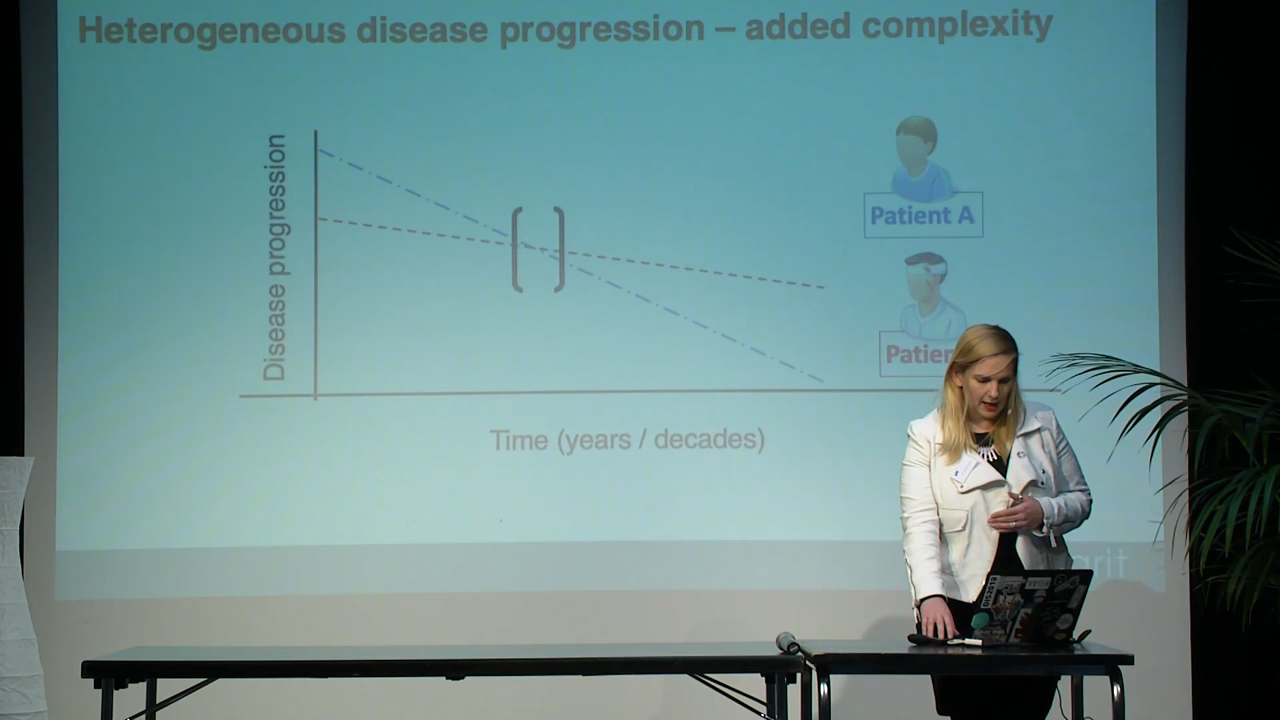 Heterogeneous disease progression – added complexity
Disease progression
Patient A
Time (years / decades)